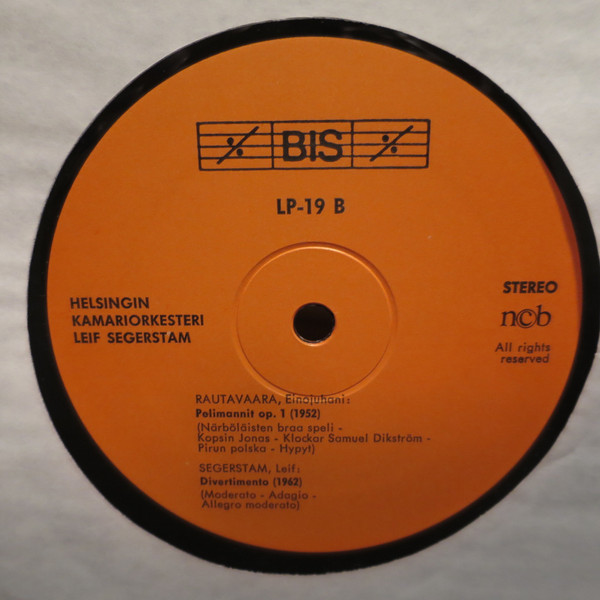 BIS
LP-19 B
HELSINGIN
KAMARIORKESTERI
LEIF SEGERSTAM
STEREO
ncb
All rights
reserved
RAUTAVAARA, Einojuhani:
Pelimannit op. 1 (1952)
(Närböläisten braa speli -
Kopsin Jonas - Klockar Samuel Dikström -
Pirun polska - Hypyt)
SEGERSTAM, Leif:
Divertimento (1962)
(Moderato - Adagio -
Allegro moderato)